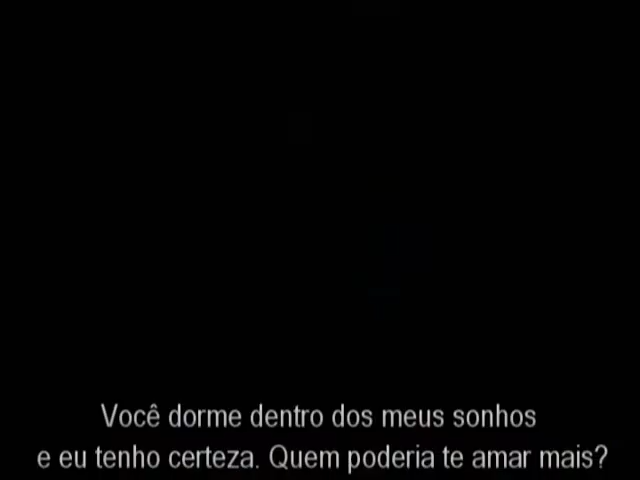 Você dorme dentro dos meus sonhos
e eu tenho certeza. Quem poderia te amar mais?